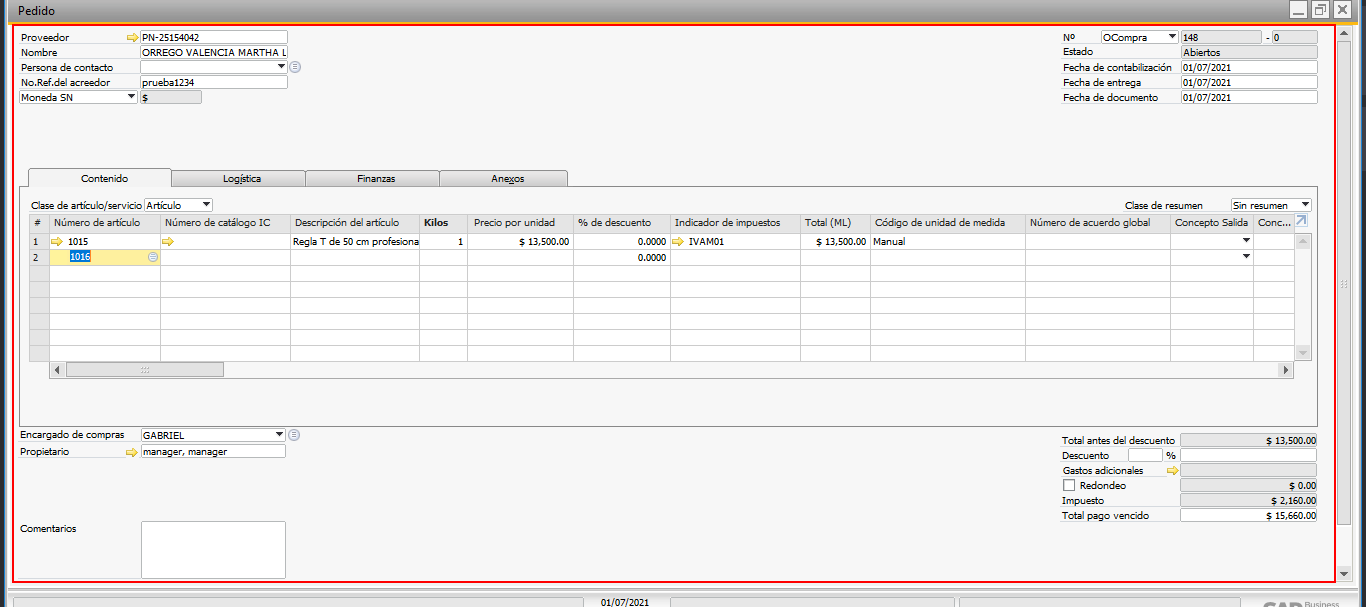 Pedido
Proveedor PN-25154042
Nombre ORREGO VALENCIA MARTHA L
Persona de contacto
No.Ref.del acreedor prueba1234
Moneda SN $
Nº OCompra 148 - 0
Estado Abiertos
Fecha de contabilización 01/07/2021
Fecha de entrega 01/07/2021
Fecha de documento 01/07/2021
Contenido Logística Finanzas Anexos
Clase de artículo/servicio Artículo Clase de resumen Sin resumen
# Número de artículo Número de catálogo IC Descripción del artículo Kilos Precio por unidad % de descuento Indicador de impuestos Total (ML) Código de unidad de medida Número de acuerdo global Concepto Salida Conc...
1 1015 Regla T de 50 cm profesiona 1 $ 13,500.00 0.0000 IVAM01 $ 13,500.00 Manual
2 1016 0.0000
Encargado de compras GABRIEL
Propietario manager, manager
Comentarios
Total antes del descuento $ 13,500.00
Descuento %
Gastos adicionales
Redondeo $ 0.00
Impuesto $ 2,160.00
Total pago vencido $ 15,660.00
01/07/2021
SAP Business